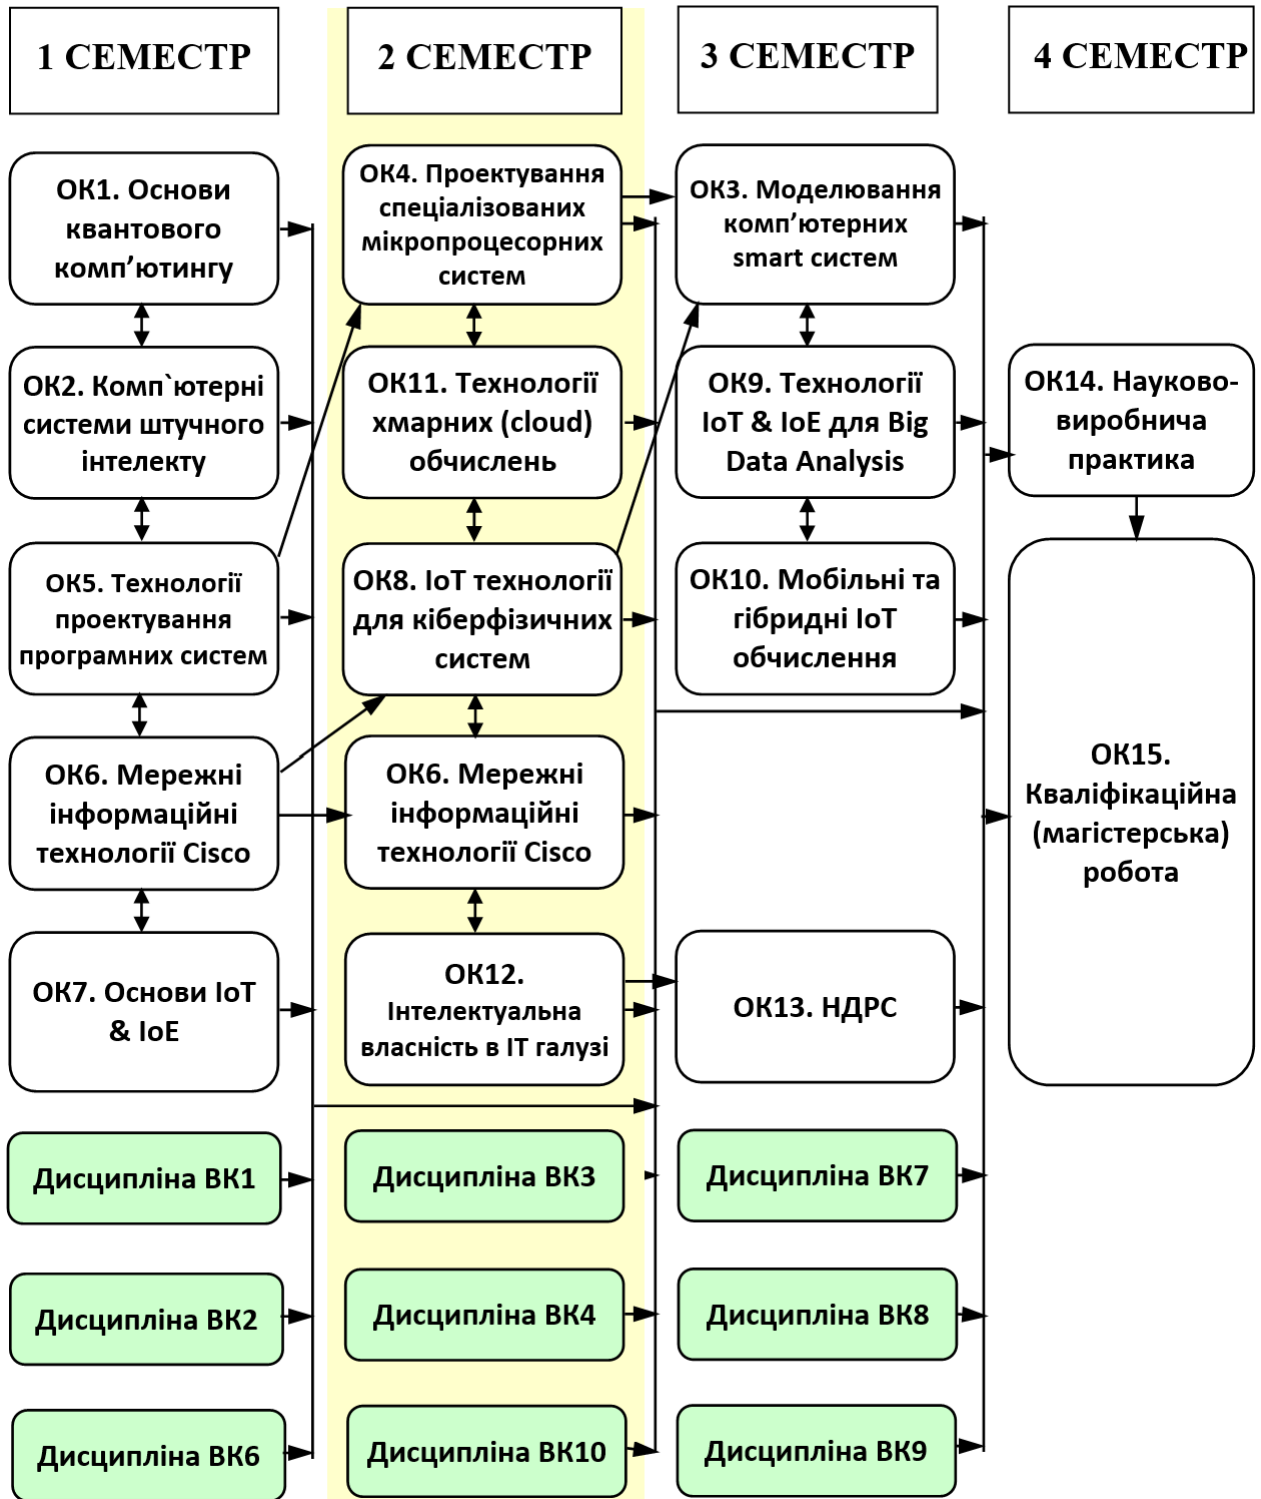 1 СЕМЕСТР
2 СЕМЕСТР
3 СЕМЕСТР
4 СЕМЕСТР
ОК1. Основи
квантового
комп’ютингу
ОК2. Комп`ютерні
системи штучного
інтелекту
ОК5. Технології
проектування
програмних систем
ОК6. Мережні
інформаційні
технології Cisco
ОК7. Основи IoT
& IoE
Дисципліна ВК1
Дисципліна ВК2
Дисципліна ВК6
ОК4. Проектування
спеціалізованих
мікропроцесорних
систем
ОК11. Технології
хмарних (cloud)
обчислень
ОК8. IoT технології
для кіберфізичних
систем
ОК6. Мережні
інформаційні
технології Cisco
ОК12.
Інтелектуальна
власність в ІТ галузі
Дисципліна ВК3
Дисципліна ВК4
Дисципліна ВК10
ОК3. Моделювання
комп’ютерних
smart систем
ОК9. Технології
IoT & IoE для Big
Data Analysis
ОК10. Мобільні та
гібридні IoT
обчислення
ОК13. НДРС
Дисципліна ВК7
Дисципліна ВК8
Дисципліна ВК9
ОК14. Науково-
виробнича
практика
ОК15.
Кваліфікаційна
(магістерська)
робота